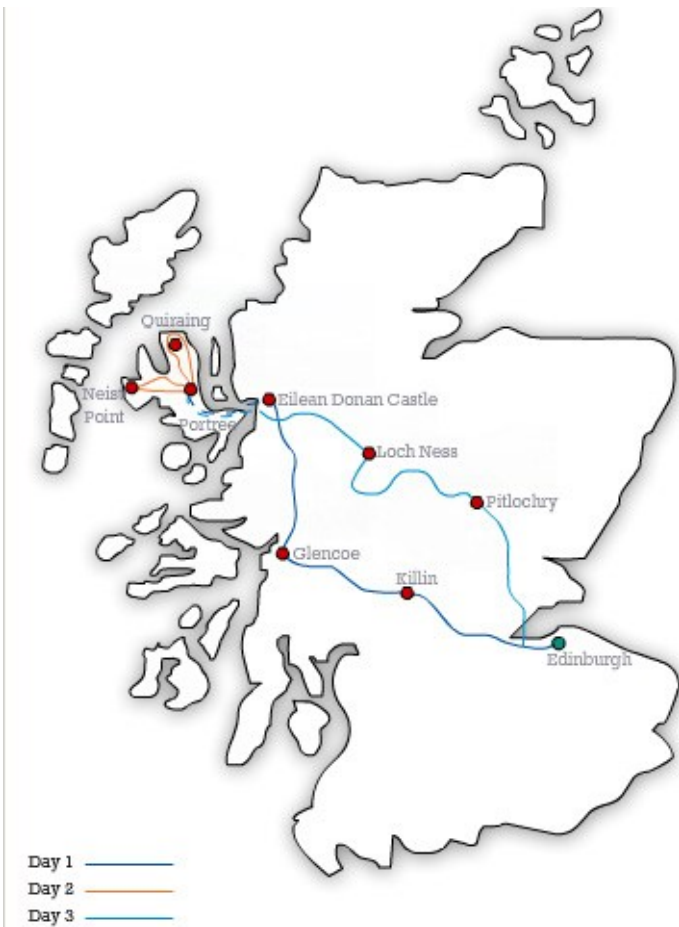 Quiraing
Neist
Point
Portree
Eilean Donan Castle
Loch Ness
Pitlochry
Glencoe
Killin
Edinburgh
Day 1
Day 2
Day 3